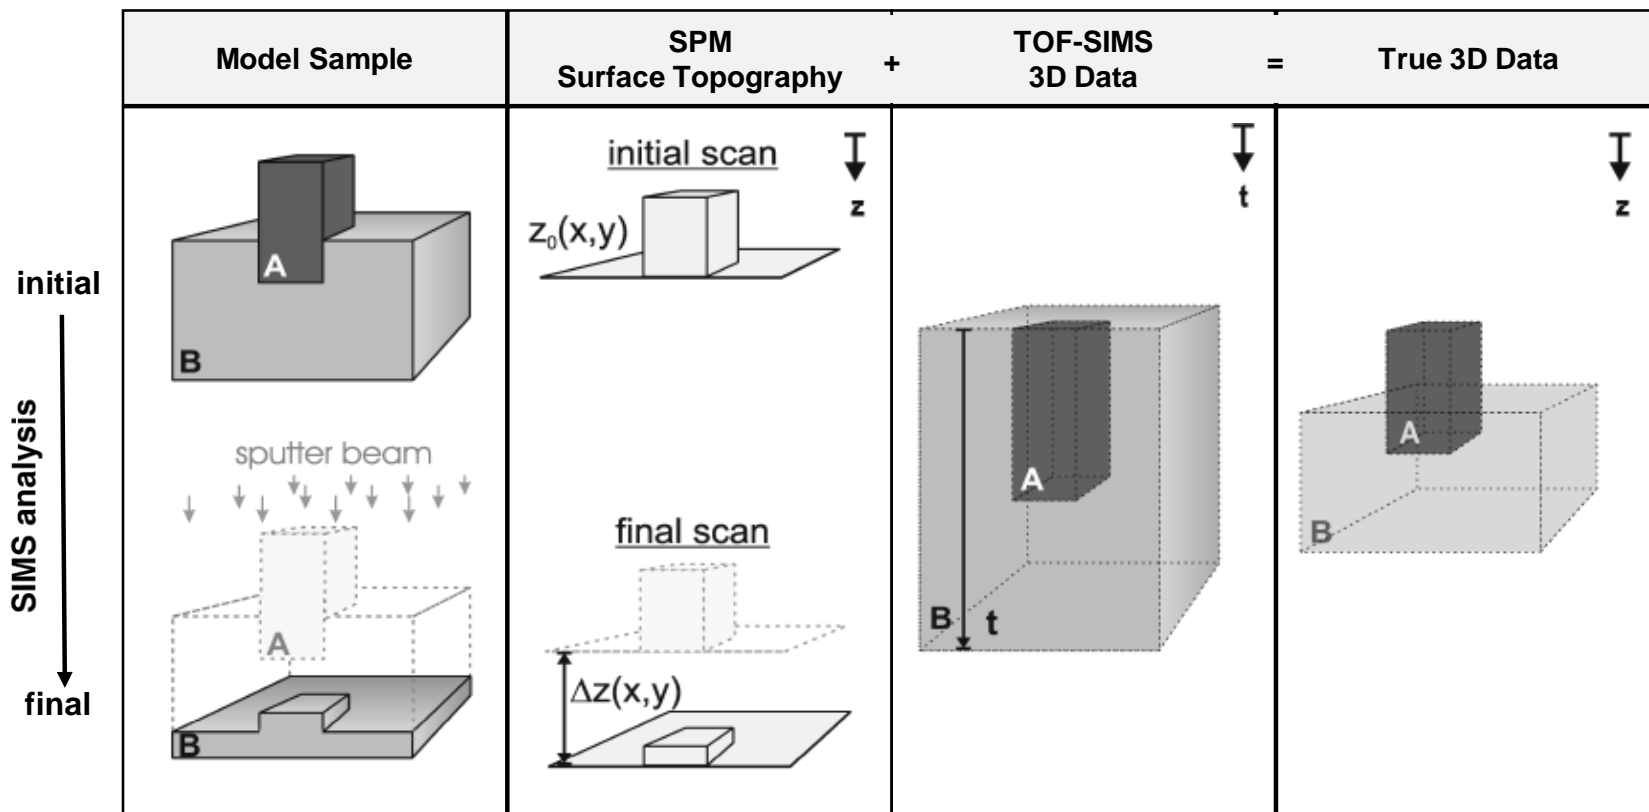 Model Sample
SPM
Surface Topography
+
TOF-SIMS
3D Data
=
True 3D Data
initial
SIMS analysis
final
A
B
sputter beam
A
B
initial scan
z
z₀(x,y)
final scan
Δz(x,y)
t
A
B
t
z
A
B